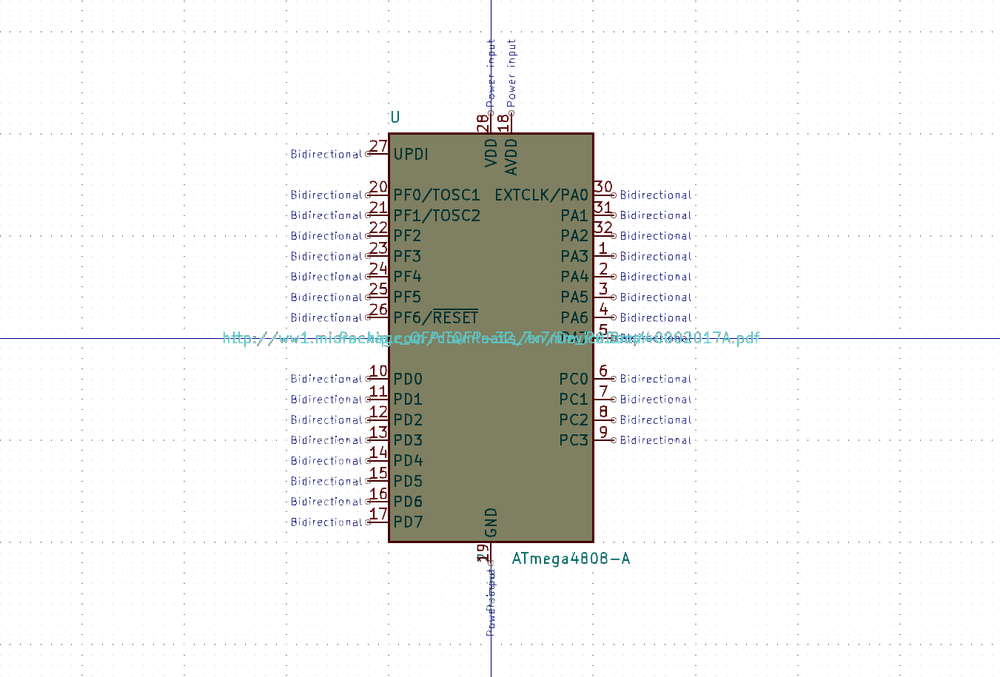 Power input
Power input
U
28
18
VDD
AVDD
Bidirectional 27 UPDI
Bidirectional 20 PF0/TOSC1 EXTCLK/PA0 30 Bidirectional
Bidirectional 21 PF1/TOSC2 PA1 31 Bidirectional
Bidirectional 22 PF2 PA2 32 Bidirectional
Bidirectional 23 PF3 PA3 1 Bidirectional
Bidirectional 24 PF4 PA4 2 Bidirectional
Bidirectional 25 PF5 PA5 3 Bidirectional
Bidirectional 26 PF6/RESET PA6 4 Bidirectional
5
Bidirectional 10 PD0 PC0 6 Bidirectional
Bidirectional 11 PD1 PC1 7 Bidirectional
Bidirectional 12 PD2 PC2 8 Bidirectional
Bidirectional 13 PD3 PC3 9 Bidirectional
Bidirectional 14 PD4
Bidirectional 15 PD5
Bidirectional 16 PD6
Bidirectional 17 PD7
GND
ATmega4808-A